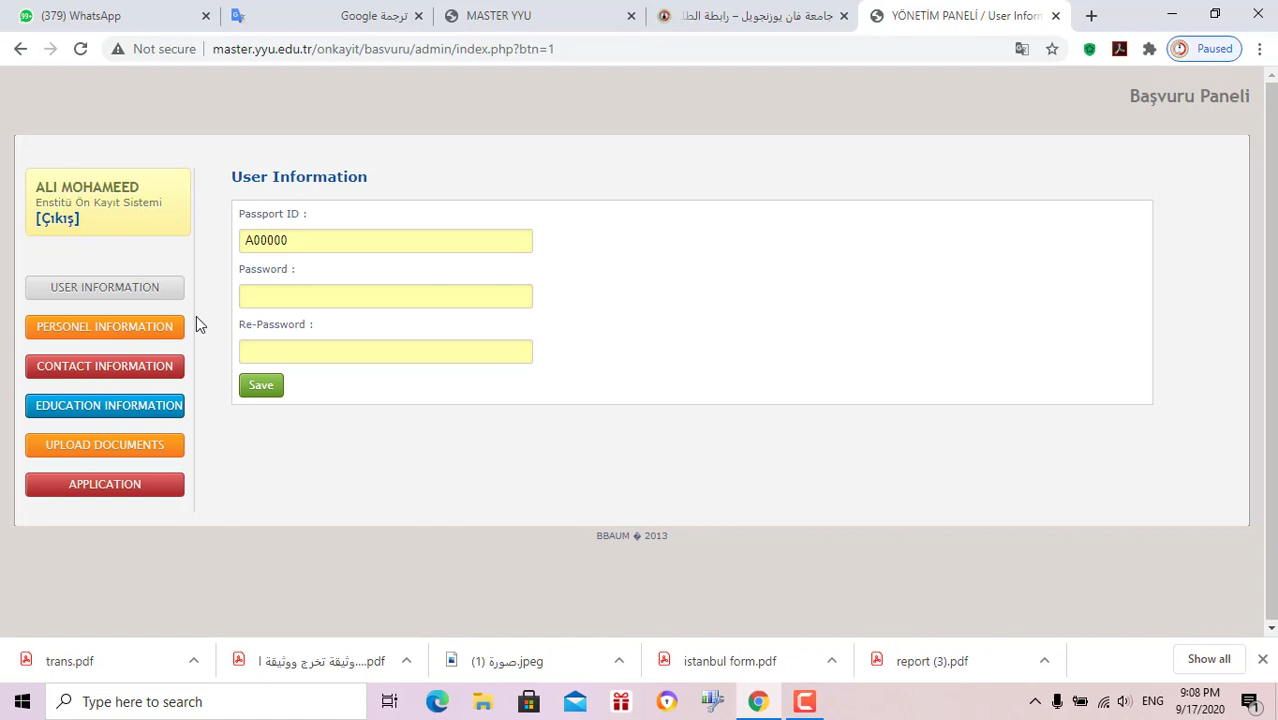 (379) WhatsApp
ترجمة Google
MASTER YYU
جامعة فان يوزنجويل – رابطة الطلا
YÖNETİM PANELİ / User Inform
Not secure
master.yyu.edu.tr/onkayit/basvuru/admin/index.php?btn=1
Paused
Başvuru Paneli
ALI MOHAMEED
Enstitü Ön Kayıt Sistemi
[Çıkış]
USER INFORMATION
PERSONEL INFORMATION
CONTACT INFORMATION
EDUCATION INFORMATION
UPLOAD DOCUMENTS
APPLICATION
User Information
Passport ID :
A00000
Password :
Re-Password :
Save
BBAUM � 2013
trans.pdf
وثيقة تخرج ووثيقة ا....pdf
صورة (1).jpeg
istanbul form.pdf
report (3).pdf
Show all
Type here to search
ENG
9:08 PM
9/17/2020